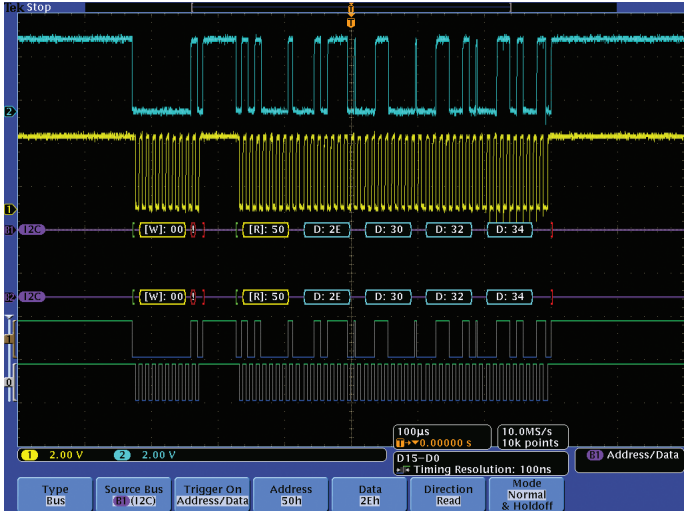 Tek Stop
T
T
2
1
B1 I2C [W]: 00 ! [R]: 50 D: 2E D: 30 D: 32 D: 34
B2 I2C [W]: 00 ! [R]: 50 D: 2E D: 30 D: 32 D: 34
1
0
100µs
T→▼0.00000 s
10.0MS/s
10k points
1 2.00 V 2 2.00 V
D15-D0
Timing Resolution: 100ns
B1 Address/Data
Type
Bus
Source Bus
B1 (I2C)
Trigger On
Address/Data
Address
50h
Data
2Eh
Direction
Read
Mode
Normal
& Holdoff